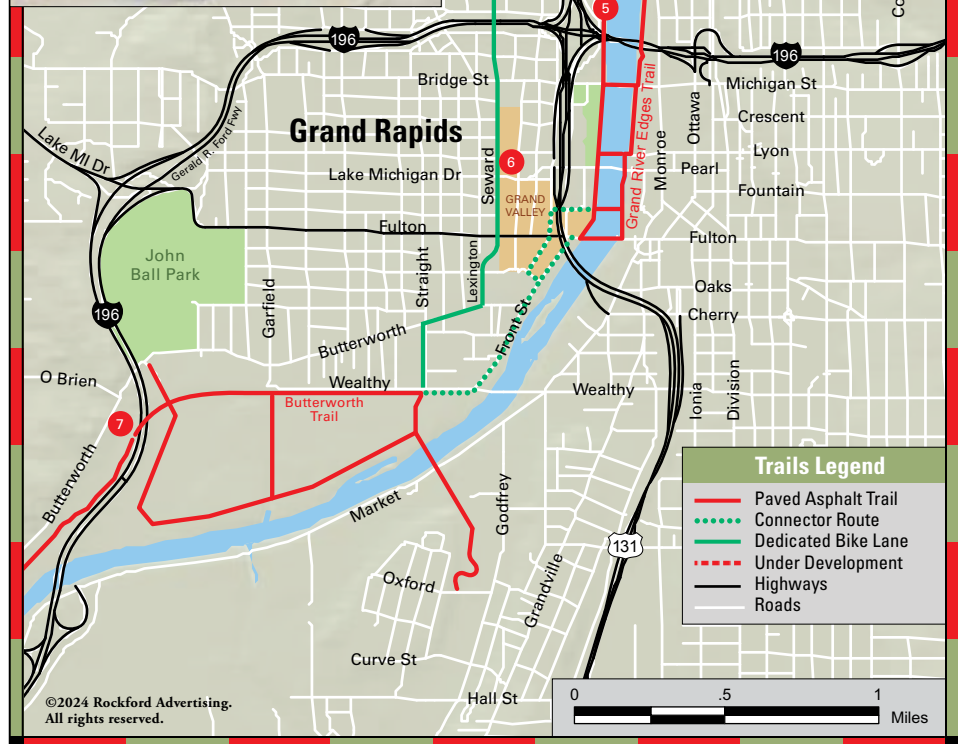 5
Co
196
196
Bridge St
Michigan St
Grand River Edges Trail
Ottawa
Crescent
Gerald R. Ford Fwy
Lake MI Dr
Grand Rapids
Monroe
Lyon
Seward
6
Pearl
Lake Michigan Dr
Fountain
GRAND
VALLEY
Fulton
Fulton
John
Ball Park
Straight
Lexington
Garfield
Oaks
196
Cherry
Front St
Butterworth
O Brien
Wealthy
Wealthy
Ionia
Division
Butterworth
Trail
7
Butterworth
Market
Godfrey
Trails Legend
Paved Asphalt Trail
Connector Route
Dedicated Bike Lane
Under Development
Highways
Roads
131
Oxford
Grandville
Curve St
Hall St
©2024 Rockford Advertising.
All rights reserved.
0 .5 1
Miles